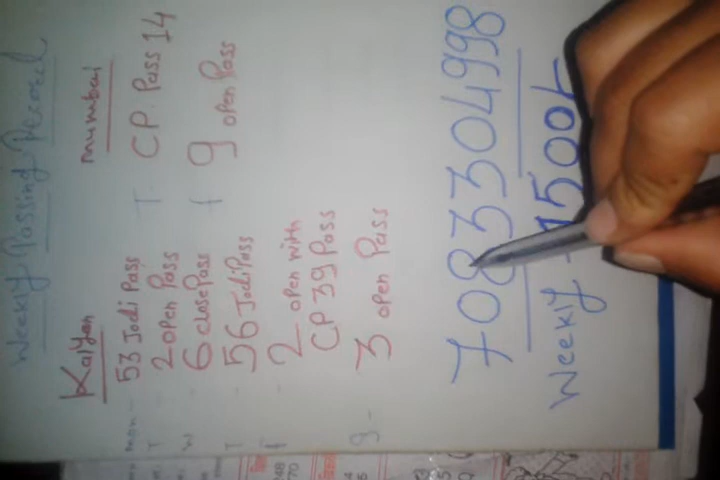 Weekly Passing Record
Kalyan mumbai
mon - 53 Jodi Pass
T 2 open Pass T CP Pass 14
W 6 close Pass f 9 open Pass
T 56 Jodi Pass
f 2 open with
CP 39 Pass
3 open Pass
7083304998
Weekly - 1500